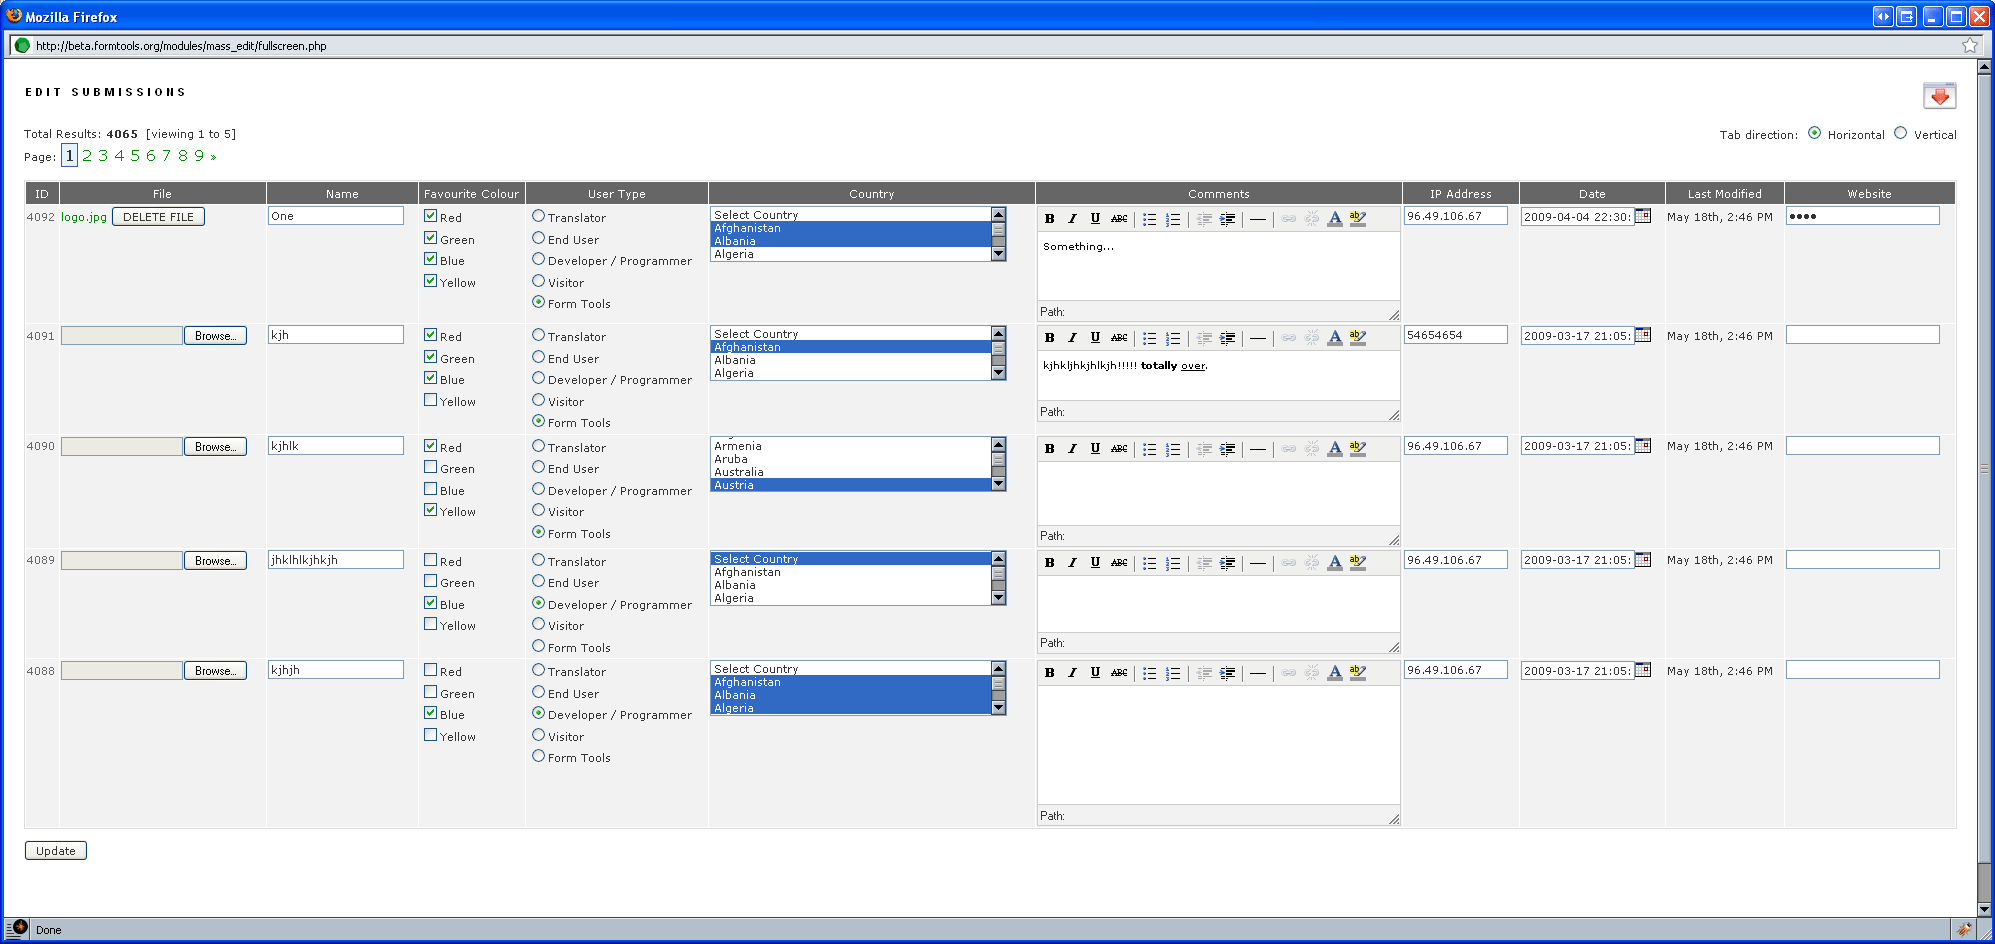 Mozilla Firefox
http://beta.formtools.org/modules/mass_edit/fullscreen.php
EDIT SUBMISSIONS
Total Results: 4065 [viewing 1 to 5]
Tab direction: Horizontal Vertical
Page: 1 2 3 4 5 6 7 8 9 »
ID File Name Favourite Colour User Type Country Comments IP Address Date Last Modified Website
4092 logo.jpg DELETE FILE One
Red
Green
Blue
Yellow
Translator
End User
Developer / Programmer
Visitor
Form Tools
Select Country
Afghanistan
Albania
Algeria
B I U ABC A ab
Something...
Path:
96.49.106.67 2009-04-04 22:30: May 18th, 2:46 PM ••••
4091 Browse... kjh
Red
Green
Blue
Yellow
Translator
End User
Developer / Programmer
Visitor
Form Tools
Select Country
Afghanistan
Albania
Algeria
B I U ABC A ab
kjhkljhkjhlkjh!!!!! totally over.
Path:
54654654 2009-03-17 21:05: May 18th, 2:46 PM
4090 Browse... kjhlk
Red
Green
Blue
Yellow
Translator
End User
Developer / Programmer
Visitor
Form Tools
Armenia
Aruba
Australia
Austria
B I U ABC A ab
Path:
96.49.106.67 2009-03-17 21:05: May 18th, 2:46 PM
4089 Browse... jhklhlkjhkjh
Red
Green
Blue
Yellow
Translator
End User
Developer / Programmer
Visitor
Form Tools
Select Country
Afghanistan
Albania
Algeria
B I U ABC A ab
Path:
96.49.106.67 2009-03-17 21:05: May 18th, 2:46 PM
4088 Browse... kjhjh
Red
Green
Blue
Yellow
Translator
End User
Developer / Programmer
Visitor
Form Tools
Select Country
Afghanistan
Albania
Algeria
B I U ABC A ab
Path:
96.49.106.67 2009-03-17 21:05: May 18th, 2:46 PM
Update
Done